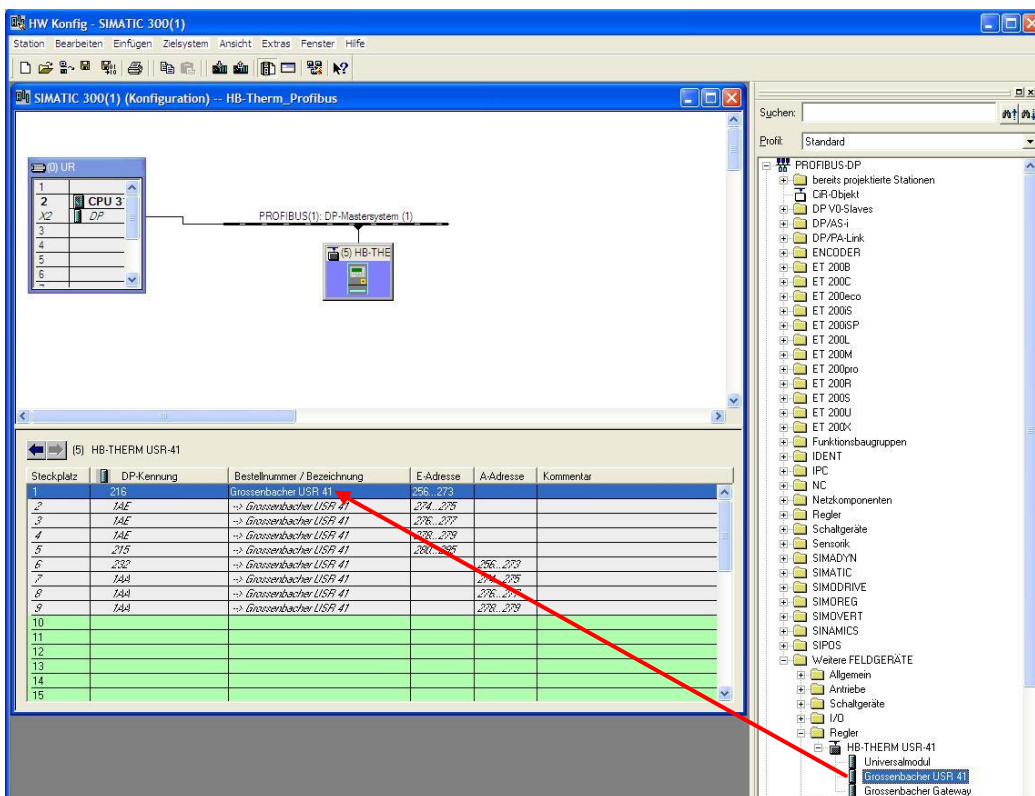 HW Konfig - SIMATIC 300(1)
Station Bearbeiten Einfügen Zielsystem Ansicht Extras Fenster Hilfe
SIMATIC 300(1) (Konfiguration) -- HB-Therm_Profibus
(0) UR
1
2 CPU 3
X2 DP
3
4
5
6
PROFIBUS(1): DP-Mastersystem (1)
(5) HB-THE
(5) HB-THERM USR-41
Steckplatz DP-Kennung Bestellnummer / Bezeichnung E-Adresse A-Adresse Kommentar
1 216 Grossenbacher USR 41 256...273
2 1AE --> Grossenbacher USR 41 274...275
3 1AE --> Grossenbacher USR 41 276...277
4 1AE --> Grossenbacher USR 41 278...279
5 215 --> Grossenbacher USR 41 280...295
6 232 --> Grossenbacher USR 41 256...273
7 1AA --> Grossenbacher USR 41 274...275
8 1AA --> Grossenbacher USR 41 276...277
9 1AA --> Grossenbacher USR 41 278...279
10
11
12
13
14
15
Suchen:
Profil: Standard
PROFIBUS-DP
bereits projektierte Stationen
CiR-Objekt
DP V0-Slaves
DP/AS-i
DP/PA-Link
ENCODER
ET 200B
ET 200C
ET 200eco
ET 200iS
ET 200iSP
ET 200L
ET 200M
ET 200pro
ET 200R
ET 200S
ET 200U
ET 200X
Funktionsbaugruppen
IDENT
IPC
NC
Netzkomponenten
Regler
Schaltgeräte
Sensorik
SIMADYN
SIMATIC
SIMODRIVE
SIMOREG
SIMOVERT
SINAMICS
SIPOS
Weitere FELDGERÄTE
Allgemein
Antriebe
Schaltgeräte
I/O
Regler
HB-THERM USR-41
Universalmodul
Grossenbacher USR 41
Grossenbacher Gateway